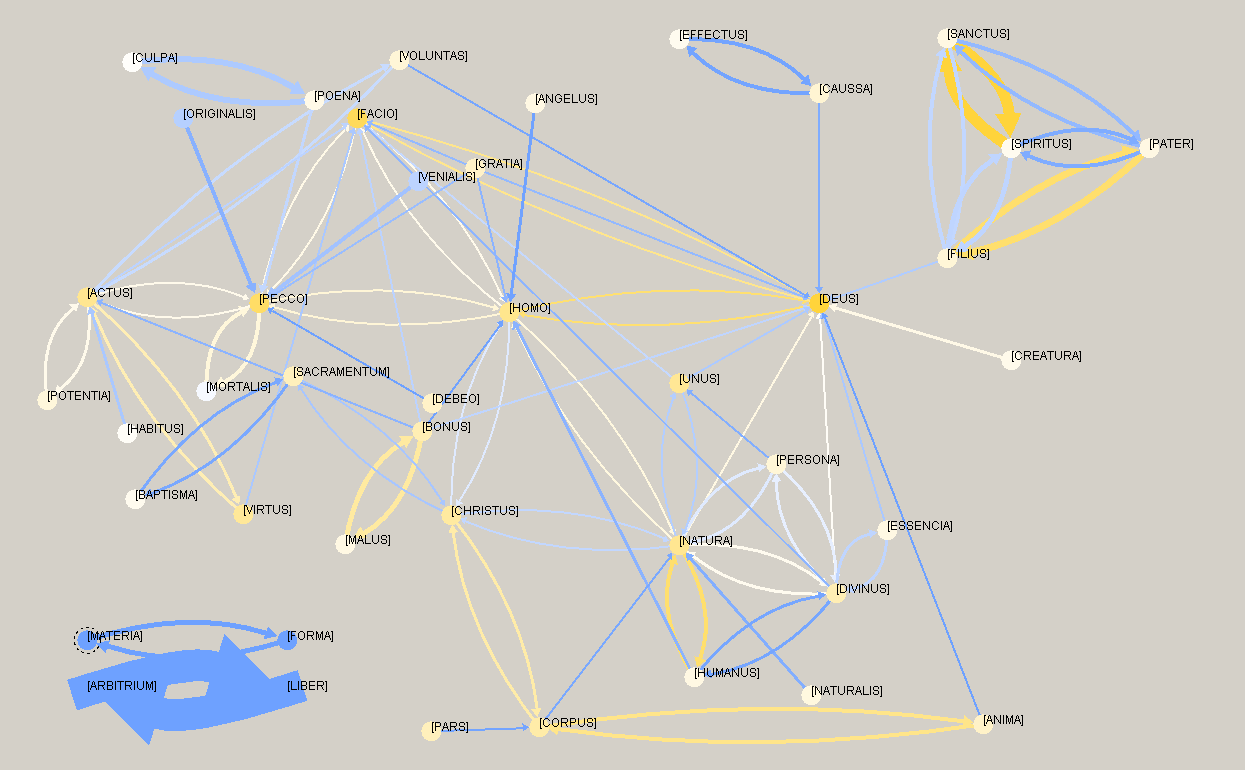 [SANCTUS]
[EFFECTUS]
[CULPA]
[VOLUNTAS]
[CAUSSA]
[POENA]
[ANGELUS]
[ORIGINALIS]
[FACIO]
[SPIRITUS]
[PATER]
[GRATIA]
[VENIALIS]
[FILIUS]
[ACTUS]
[PECCO]
[HOMO]
[DEUS]
[CREATURA]
[SACRAMENTUM]
[UNUS]
[MORTALIS]
[POTENTIA]
[DEBEO]
[HABITUS]
[BONUS]
[PERSONA]
[BAPTISMA]
[VIRTUS]
[CHRISTUS]
[ESSENCIA]
[MALUS]
[NATURA]
[DIVINUS]
[MATERIA]
[FORMA]
[HUMANUS]
[ARBITRIUM]
[LIBER]
[NATURALIS]
[PARS]
[CORPUS]
[ANIMA]